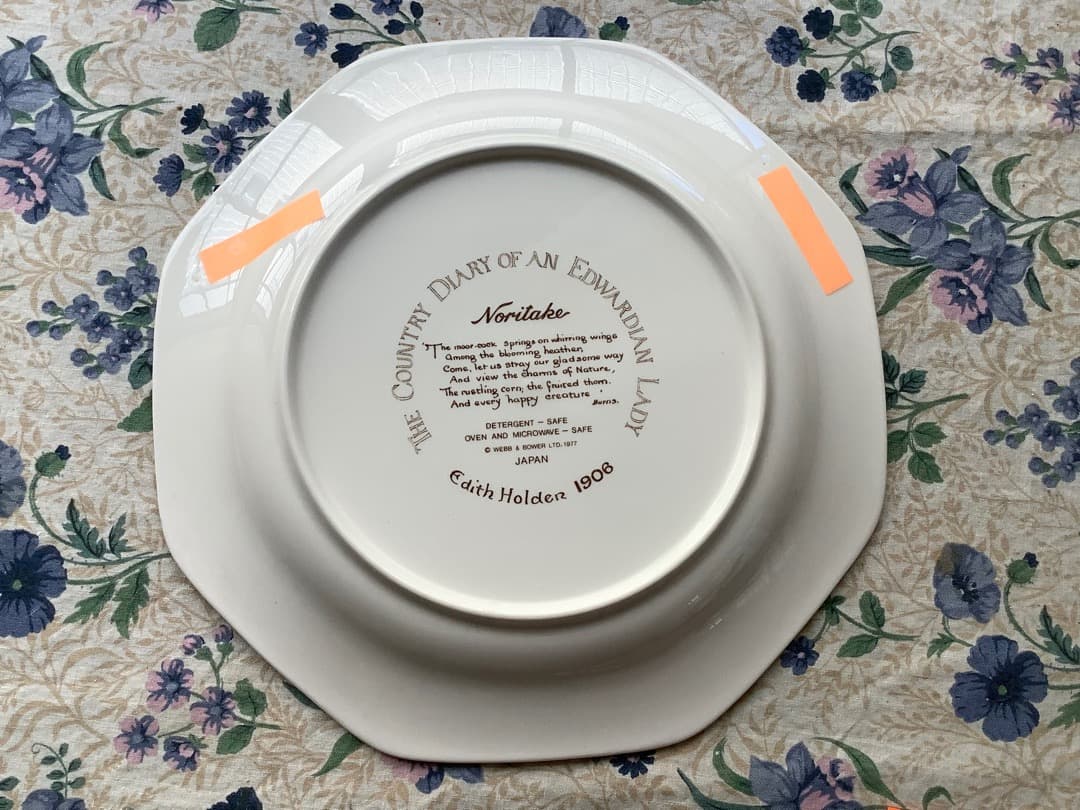 THE COUNTRY DIARY OF AN EDWARDIAN LADY
Noritake
'The moor-cock springs on whirring wings
Among the blooming heather,
Come, let us stray our gladsome way
And view the charms of Nature,
The rustling corn, the fruited thorn.
And every happy creature'
Burns.
DETERGENT – SAFE
OVEN AND MICROWAVE – SAFE
© WEBB & BOWER LTD. 1977
JAPAN
Edith Holden 1906